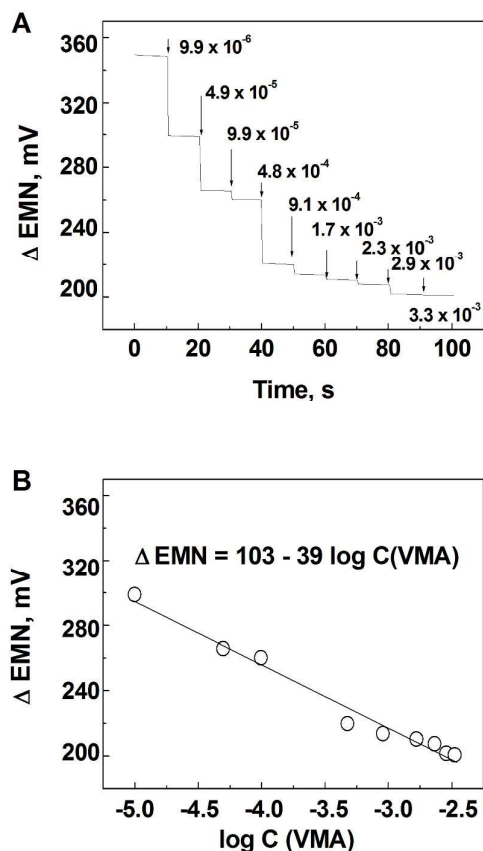 A
360
9.9 x 10⁻⁶
4.9 x 10⁻⁵
320
9.9 x 10⁻⁵
4.8 x 10⁻⁴
280
9.1 x 10⁻⁴
1.7 x 10⁻³
240
2.3 x 10⁻³
2.9 x 10⁻³
200
3.3 x 10⁻³
Δ EMN, mV
0 20 40 60 80 100
Time, s
B
360
Δ EMN = 103 - 39 log C(VMA)
320
280
240
200
Δ EMN, mV
-5.0 -4.5 -4.0 -3.5 -3.0 -2.5
log C (VMA)